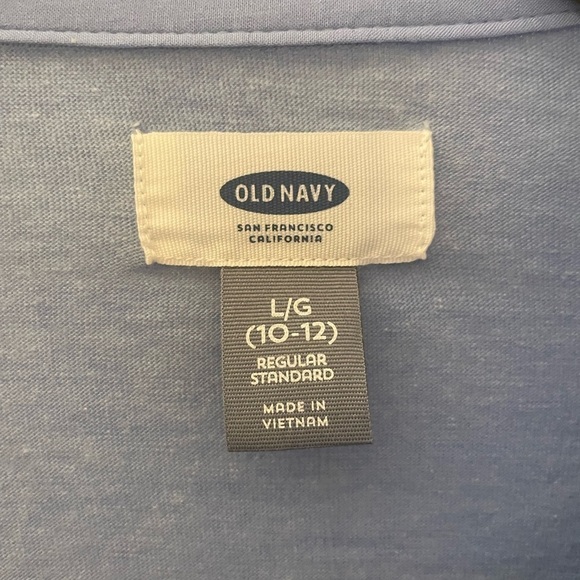 OLD NAVY
SAN FRANCISCO
CALIFORNIA
L/G
(10-12)
REGULAR
STANDARD
MADE IN
VIETNAM